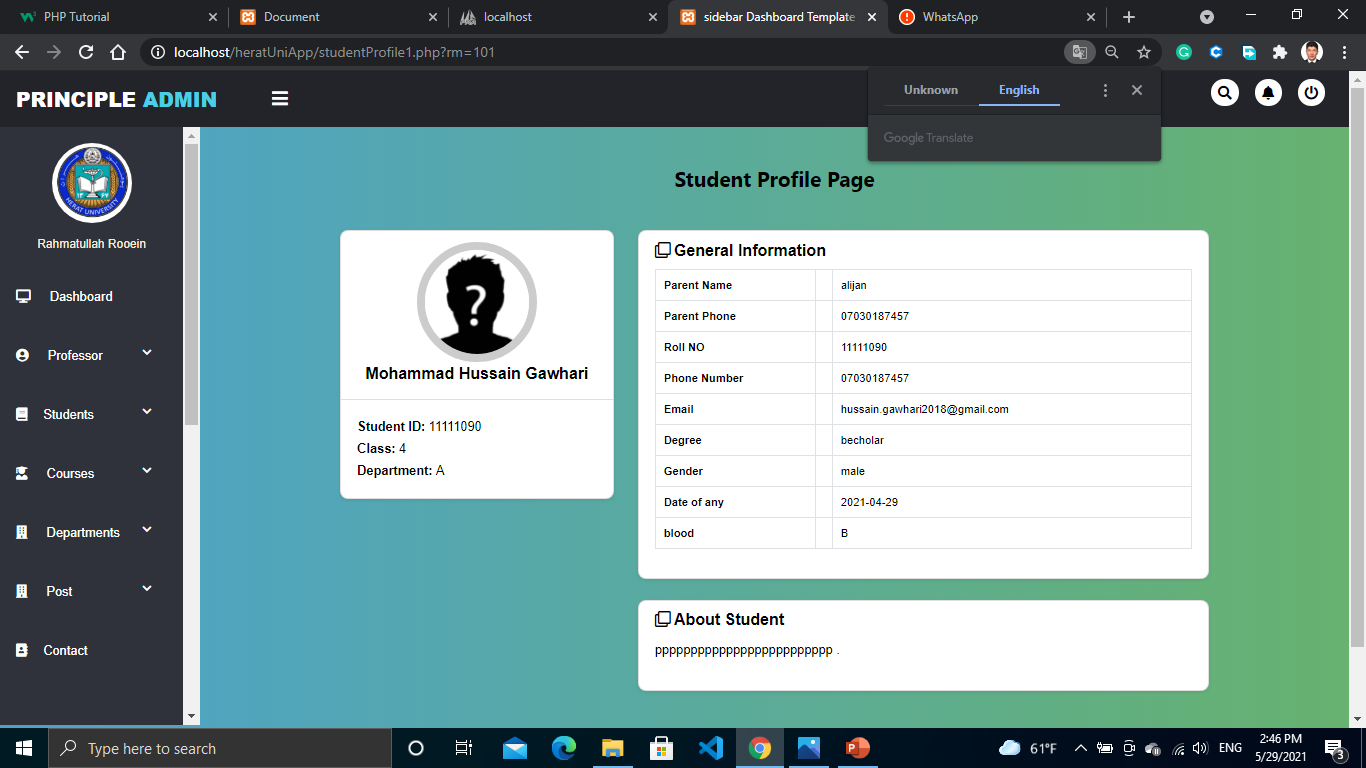 PHP Tutorial
Document
localhost
sidebar Dashboard Template
WhatsApp
localhost/heratUniApp/studentProfile1.php?rm=101
Unknown English
Google Translate
PRINCIPLE ADMIN
HERAT UNIVERSITY
Rahmatullah Rooein
Dashboard
Professor
Students
Courses
Departments
Post
Contact
Student Profile Page
Mohammad Hussain Gawhari
Student ID: 11111090
Class: 4
Department: A
General Information
Parent Name alijan
Parent Phone 07030187457
Roll NO 11111090
Phone Number 07030187457
Email hussain.gawhari2018@gmail.com
Degree becholar
Gender male
Date of any 2021-04-29
blood B
About Student
ppppppppppppppppppppppppp .
Type here to search
61°F
ENG
2:46 PM
5/29/2021
3